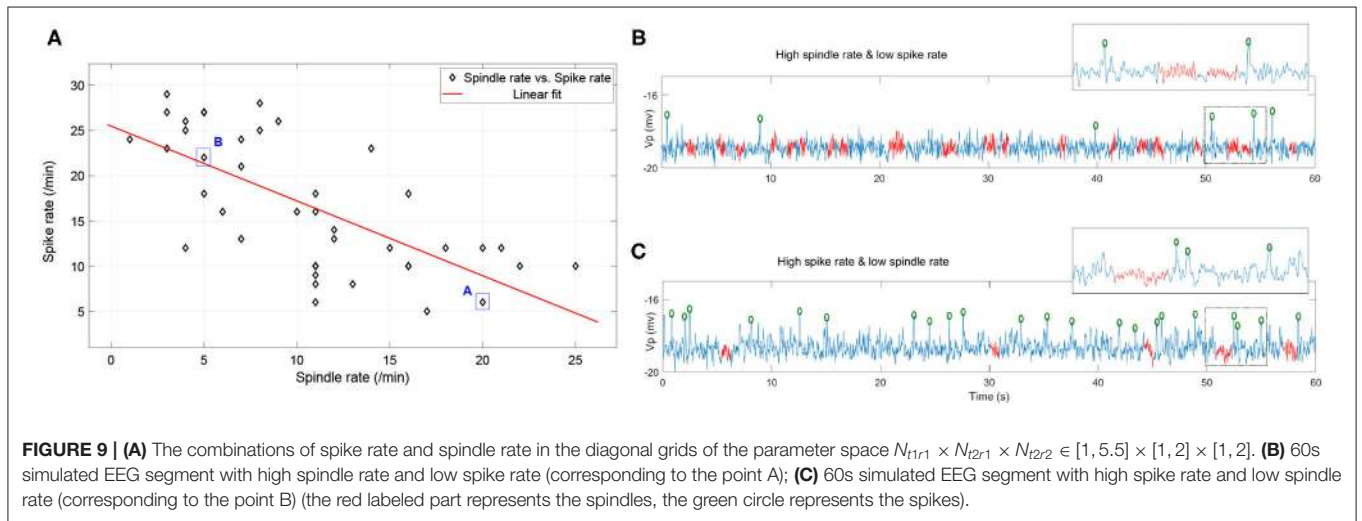 A
Spindle rate vs. Spike rate
Linear fit
30
25
20
15
10
5
B
A
0 5 10 15 20 25
Spike rate (/min)
Spindle rate (/min)
B
High spindle rate & low spike rate
-16
-20
Vp (mv)
10 20 30 40 50 60
C
High spike rate & low spindle rate
-16
-20
Vp (mv)
0 10 20 30 40 50 60
Time (s)
FIGURE 9 | (A) The combinations of spike rate and spindle rate in the diagonal grids of the parameter space Nt1r1 × Nt2r1 × Nt2r2 ∈ [1, 5.5] × [1, 2] × [1, 2]. (B) 60s
simulated EEG segment with high spindle rate and low spike rate (corresponding to the point A); (C) 60s simulated EEG segment with high spike rate and low spindle
rate (corresponding to the point B) (the red labeled part represents the spindles, the green circle represents the spikes).